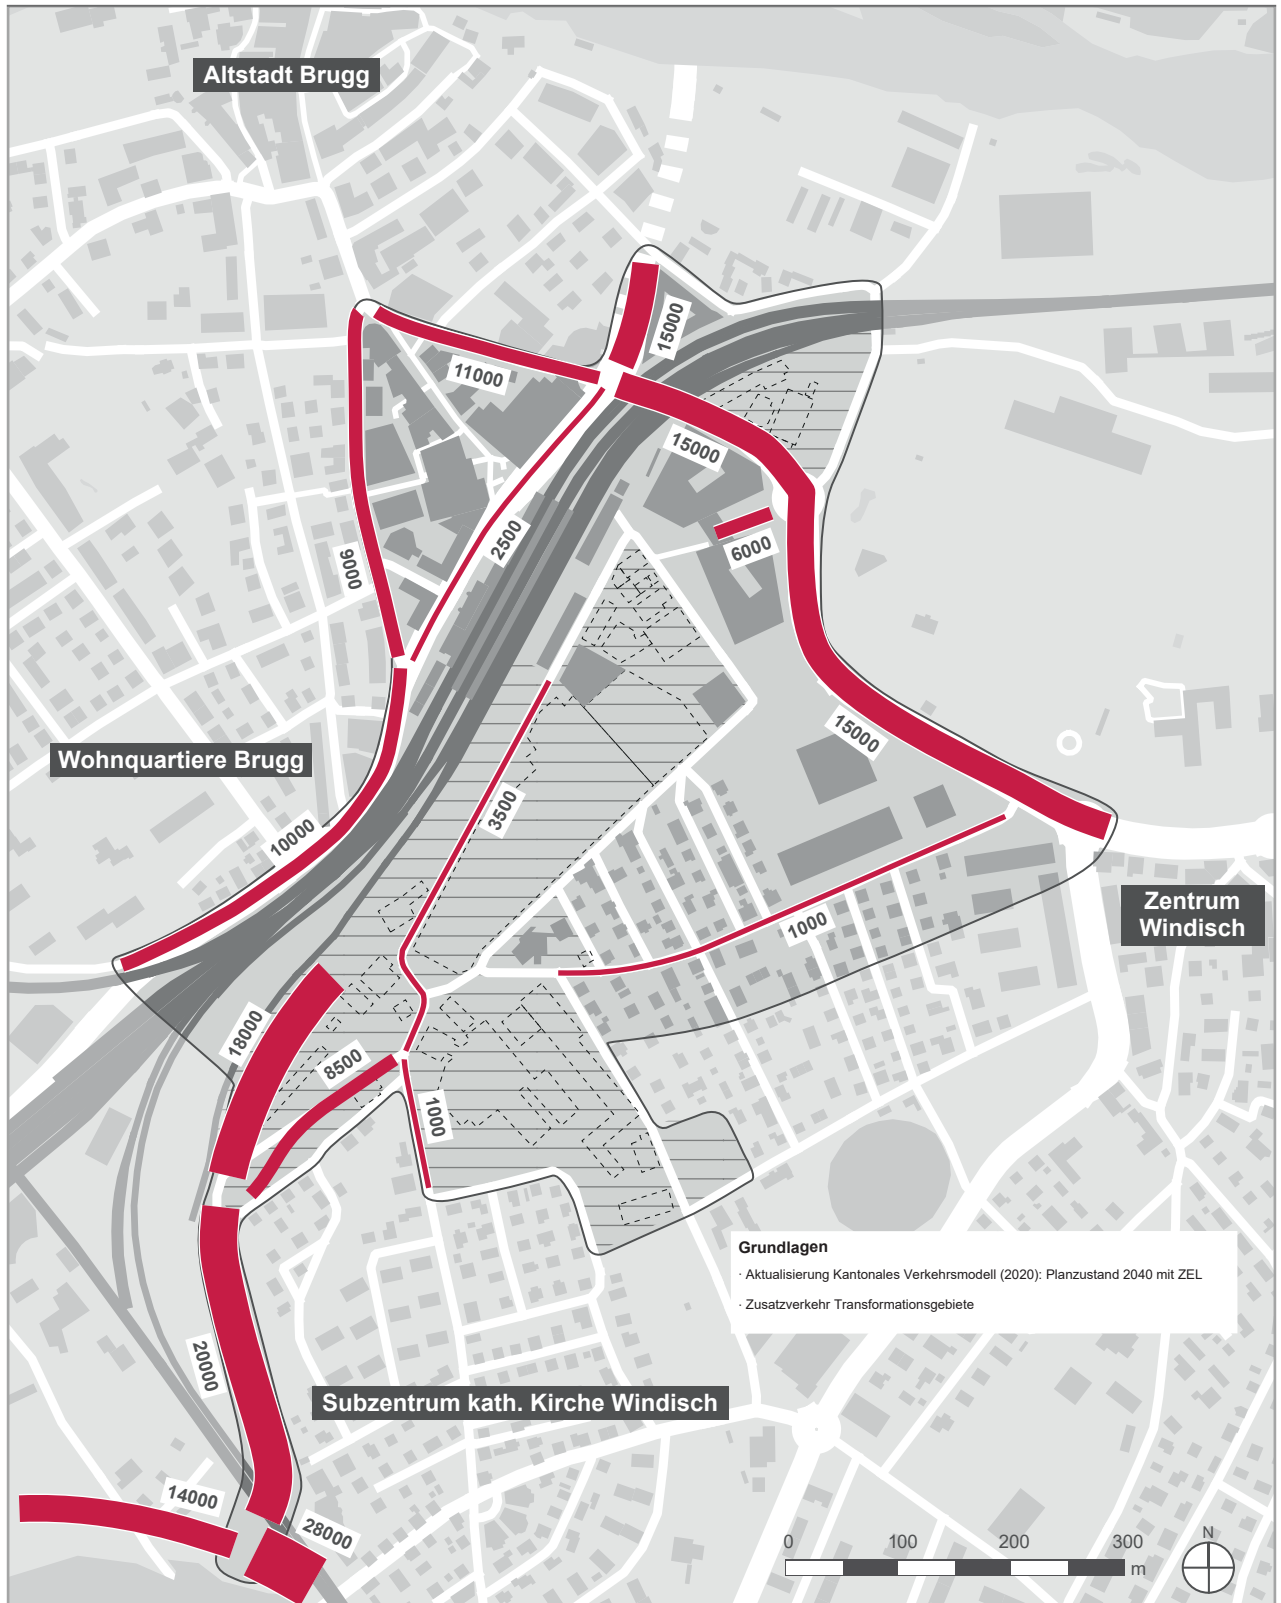 Altstadt Brugg
15000
11000
15000
2500
9000
6000
15000
Wohnquartiere Brugg
3500
10000
Zentrum
Windisch
1000
18000
8500
1000
Grundlagen
· Aktualisierung Kantonales Verkehrsmodell (2020): Planzustand 2040 mit ZEL
· Zusatzverkehr Transformationsgebiete
20000
Subzentrum kath. Kirche Windisch
14000
28000
0 100 200 300
m
N